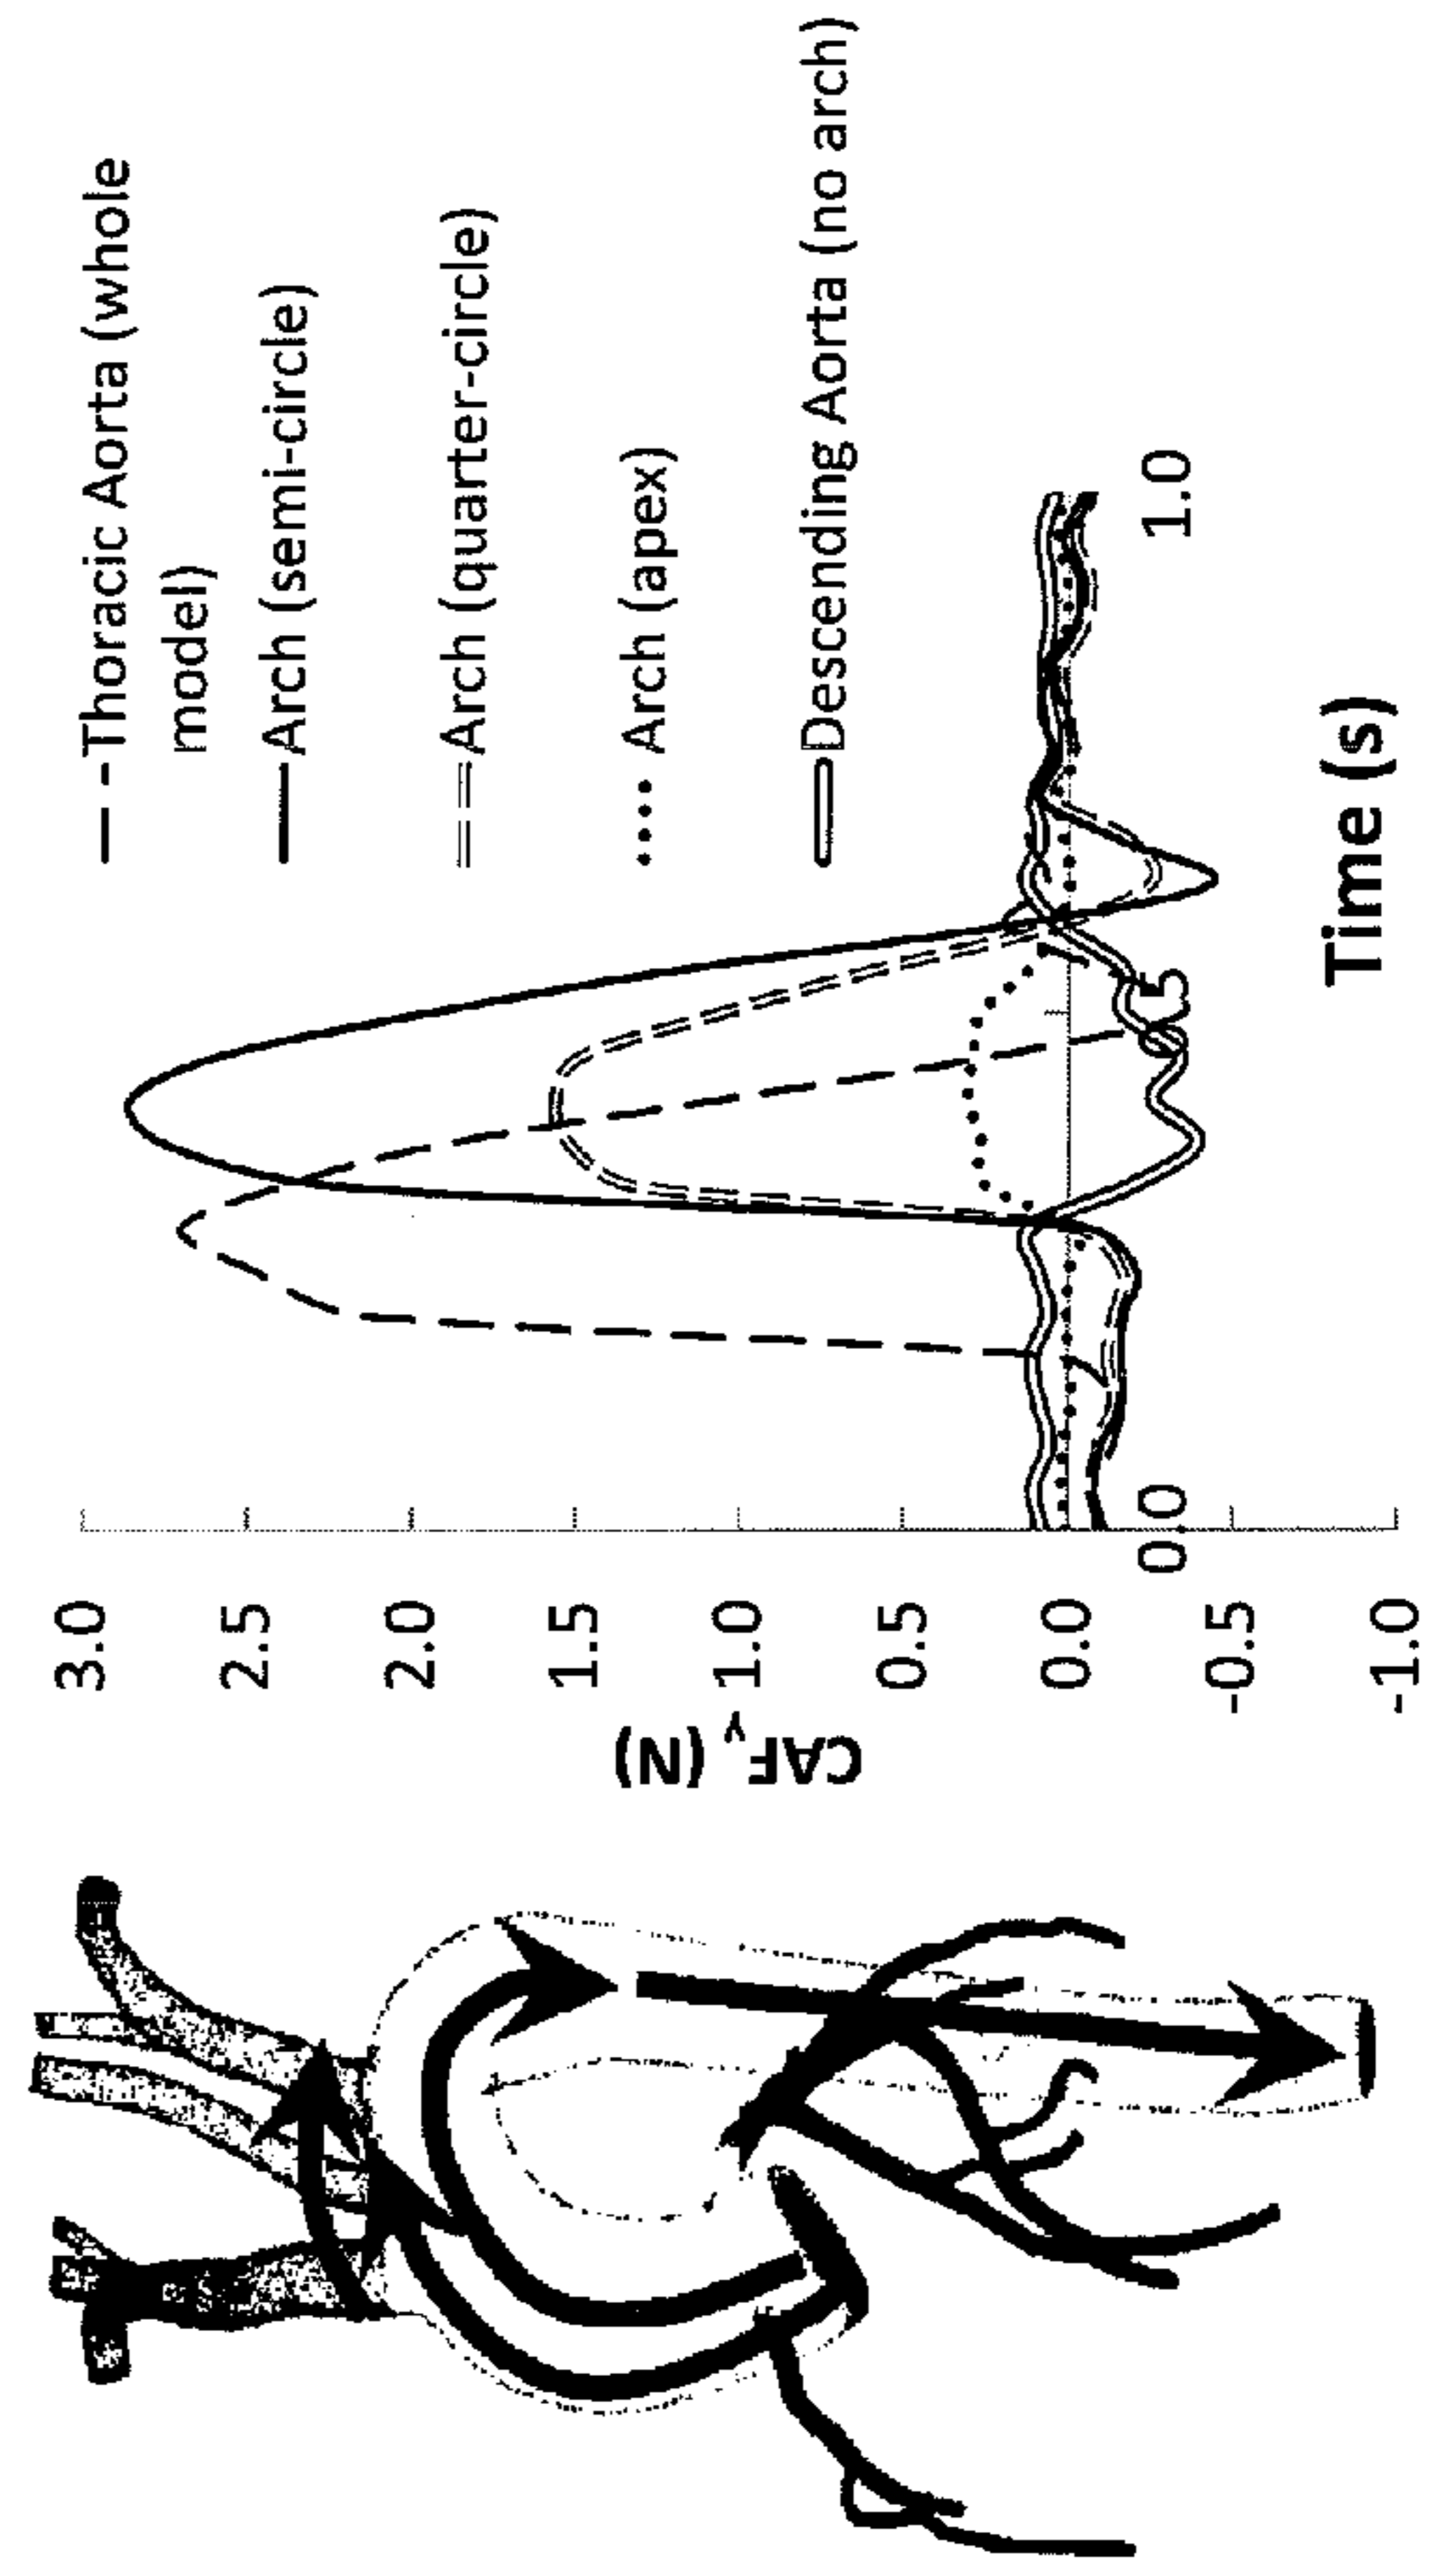 3.0
2.5
2.0
1.5
1.0
0.5
0.0
-0.5
-1.0
CAFY (N)
0.0
1.0
Time (s)
Thoracic Aorta (whole
model)
Arch (semi-circle)
Arch (quarter-circle)
Arch (apex)
Descending Aorta (no arch)